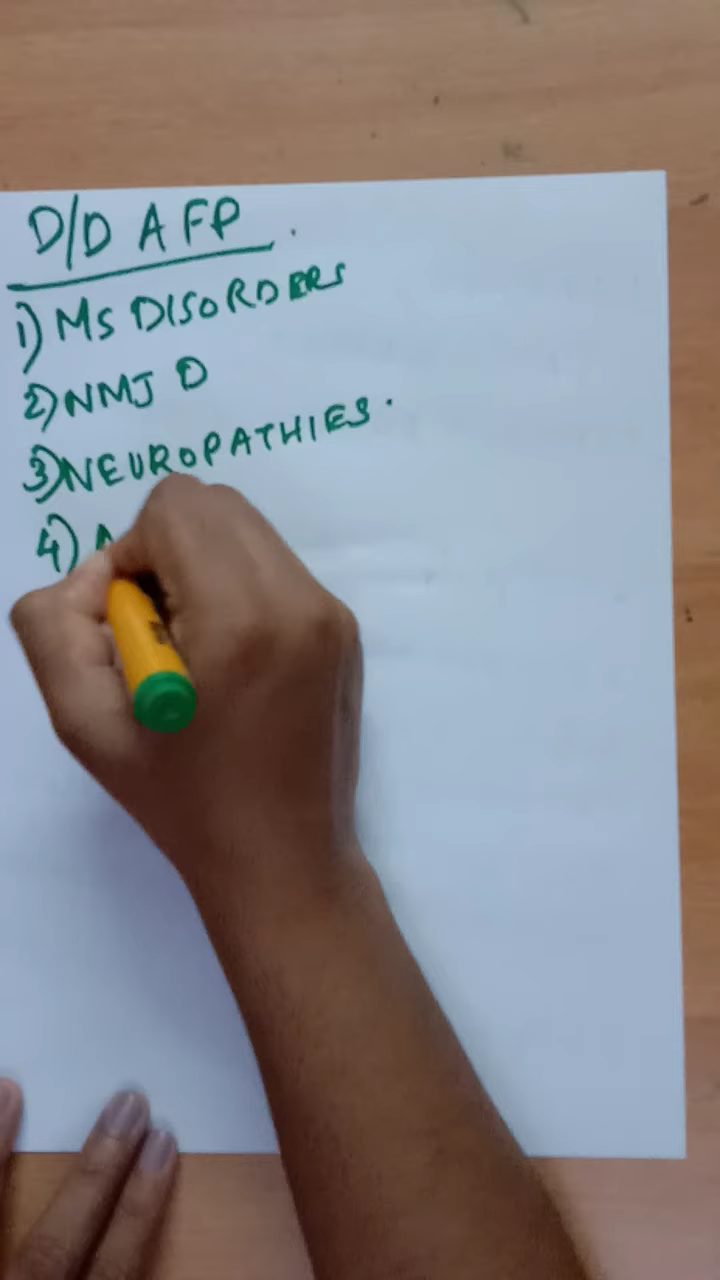 D/D AFP.
1) MS DISORDERS
2) NMJ D
3) NEUROPATHIES.
4) A